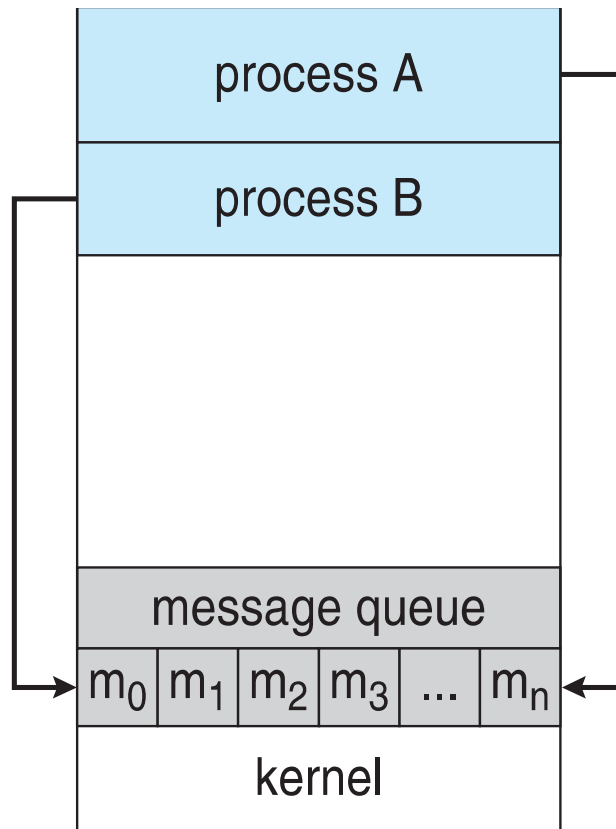 process A
process B
message queue
m₀ m₁ m₂ m₃ ... mₙ
kernel